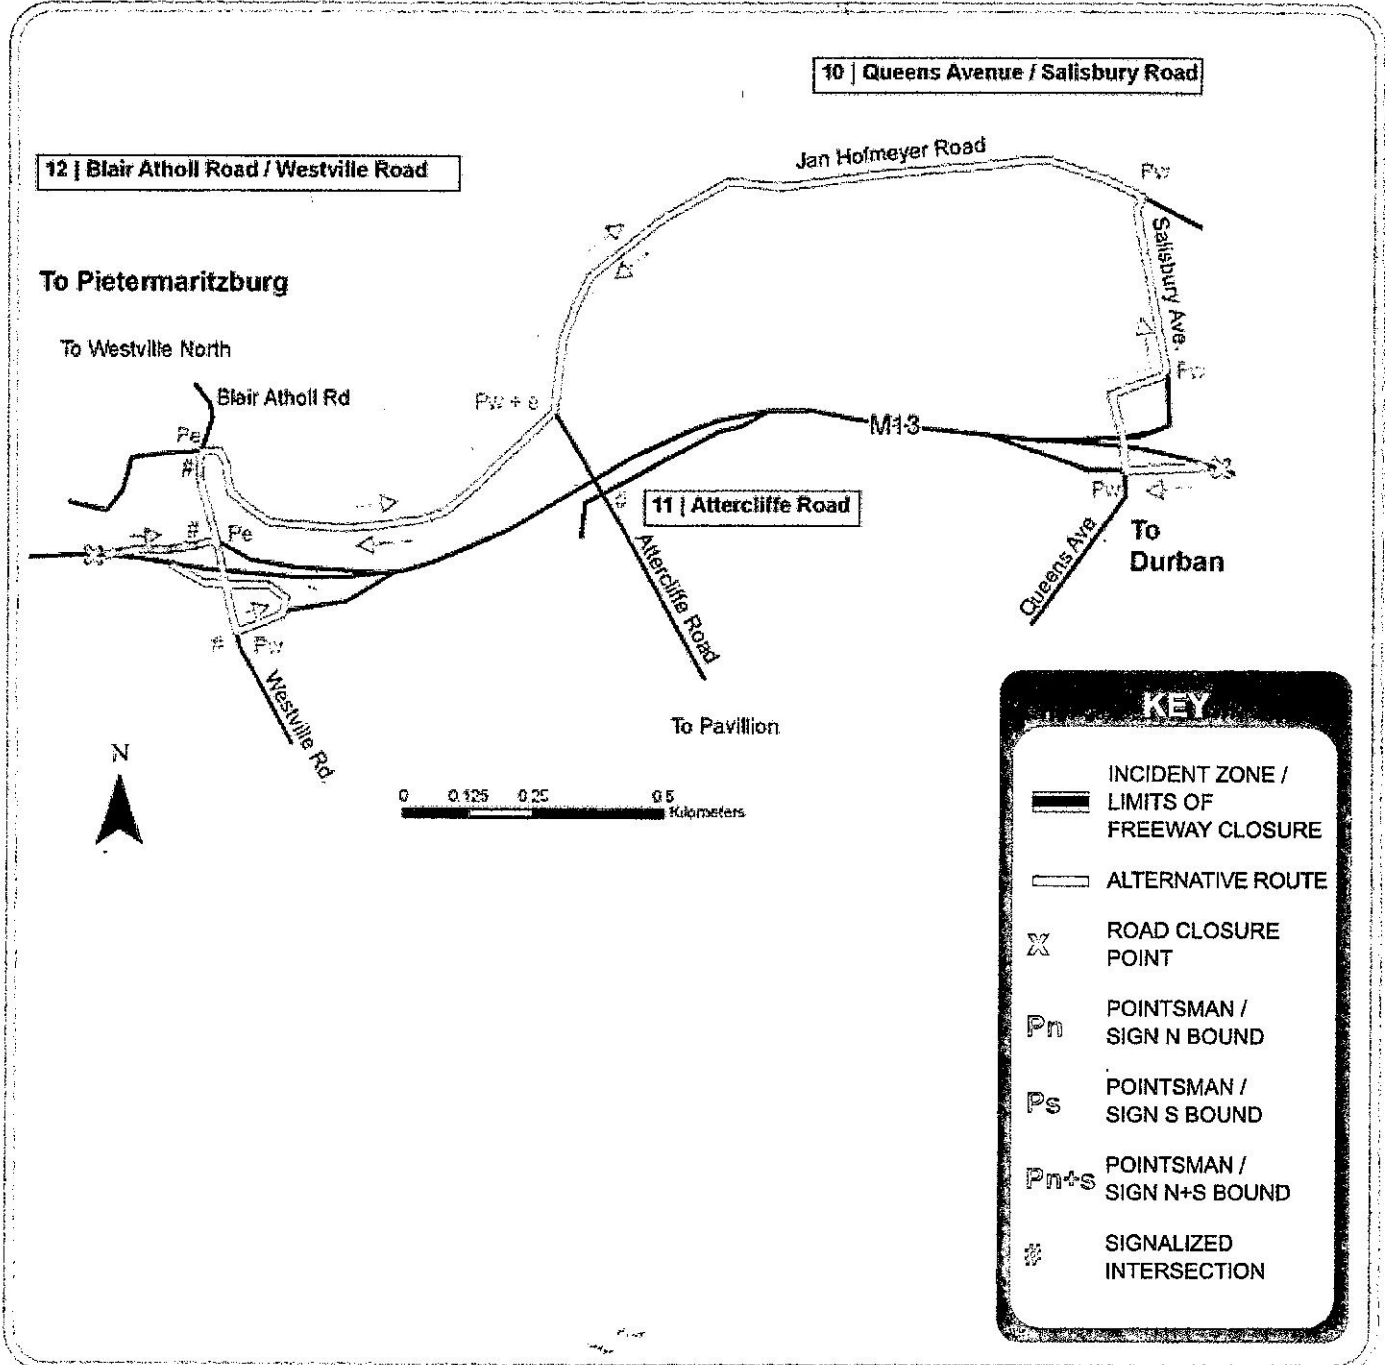 10 | Queens Avenue / Salisbury Road
12 | Blair Atholl Road / Westville Road
Jan Hofmeyer Road
Pw
Salisbury Ave.
To Pietermaritzburg
To Westville North
Blair Atholl Rd
Pw + e
Pw
M13
Pe
#
Pw
11 | Attercliffe Road
#
To
Durban
Queens Ave
# Pe
X
X
Attercliffe Road
# Pw
Westville Rd.
To Pavillion
N
0 0.125 0.25 0.5
Kilometers
KEY
INCIDENT ZONE /
LIMITS OF
FREEWAY CLOSURE
ALTERNATIVE ROUTE
X ROAD CLOSURE
POINT
Pn POINTSMAN /
SIGN N BOUND
Ps POINTSMAN /
SIGN S BOUND
Pn+s POINTSMAN /
SIGN N+S BOUND
# SIGNALIZED
INTERSECTION